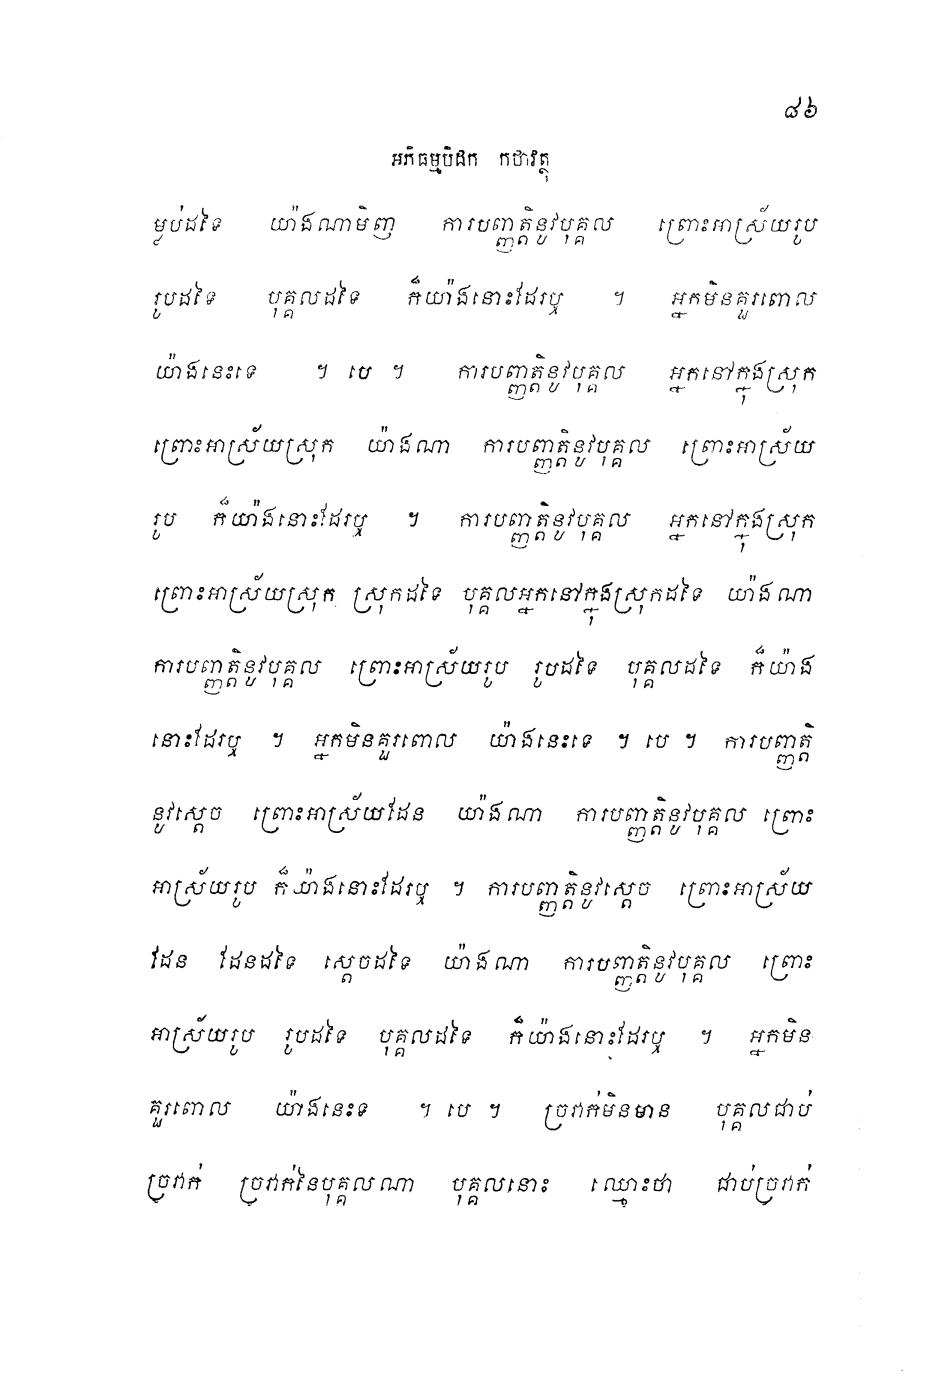 ៨៦
អភិធម្មបិដក កថាវត្ថុ
ម្លប់ដទៃ យ៉ាងណាមិញ ការបញ្ញត្តិនូវបុគ្គល ព្រោះអាស្រ័យរូប
រូបដទៃ បុគ្គលដទៃ ក៏យ៉ាងនោះដែរឬ ។ អ្នកមិនគួរពោល
យ៉ាងនេះទេ ។ បេ ។ ការបញ្ញត្តិនូវបុគ្គល អ្នកនៅក្នុងស្រុក
ព្រោះអាស្រ័យស្រុក យ៉ាងណា ការបញ្ញត្តិនូវបុគ្គល ព្រោះអាស្រ័យ
រូប ក៏យ៉ាងនោះដែរឬ ។ ការបញ្ញត្តិនូវបុគ្គល អ្នកនៅក្នុងស្រុក
ព្រោះអាស្រ័យស្រុក ស្រុកដទៃ បុគ្គលអ្នកនៅក្នុងស្រុកដទៃ យ៉ាងណា
ការបញ្ញត្តិនូវបុគ្គល ព្រោះអាស្រ័យរូប រូបដទៃ បុគ្គលដទៃ ក៏យ៉ាង
នោះដែរឬ ។ អ្នកមិនគួរពោល យ៉ាងនេះទេ ។ បេ ។ ការបញ្ញត្តិ
នូវស្តេច ព្រោះអាស្រ័យដែន យ៉ាងណា ការបញ្ញត្តិនូវបុគ្គល ព្រោះ
អាស្រ័យរូប ក៏យ៉ាងនោះដែរឬ ។ ការបញ្ញត្តិនូវស្តេច ព្រោះអាស្រ័យ
ដែន ដែនដទៃ ស្តេចដទៃ យ៉ាងណា ការបញ្ញត្តិនូវបុគ្គល ព្រោះ
អាស្រ័យរូប រូបដទៃ បុគ្គលដទៃ ក៏យ៉ាងនោះដែរឬ ។ អ្នកមិន
គួរពោល យ៉ាងនេះទេ ។ បេ ។ ច្រវាក់មិនមាន បុគ្គលជាប់
ច្រវាក់ ច្រវាក់នៃបុគ្គលណា បុគ្គលនោះ ឈ្មោះថា ជាប់ច្រវាក់